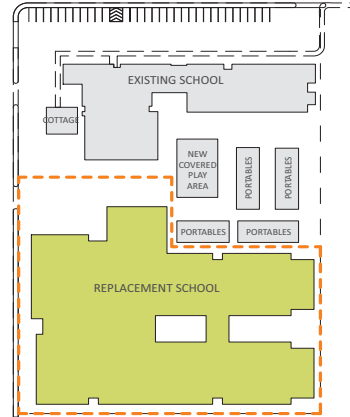 EXISTING SCHOOL
COTTAGE
NEW
COVERED
PLAY
AREA
PORTABLES
PORTABLES
PORTABLES
PORTABLES
REPLACEMENT SCHOOL